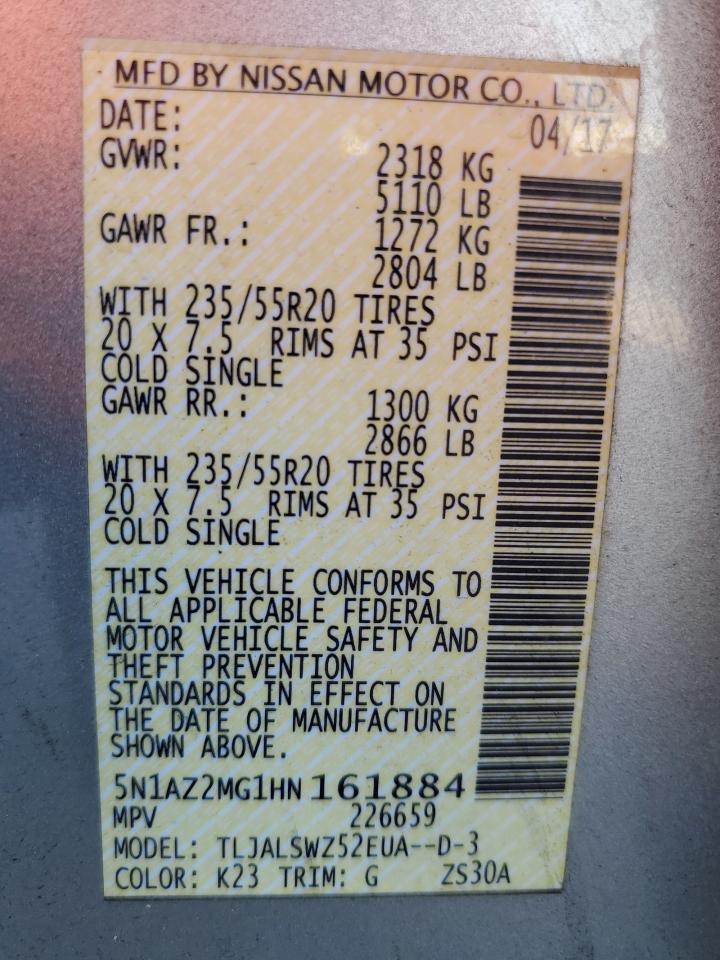 MFD BY NISSAN MOTOR CO., LTD.
DATE: 04/17
GVWR: 2318 KG
5110 LB
GAWR FR.: 1272 KG
2804 LB
WITH 235/55R20 TIRES
20 X 7.5 RIMS AT 35 PSI
COLD SINGLE
GAWR RR.: 1300 KG
2866 LB
WITH 235/55R20 TIRES
20 X 7.5 RIMS AT 35 PSI
COLD SINGLE
THIS VEHICLE CONFORMS TO
ALL APPLICABLE FEDERAL
MOTOR VEHICLE SAFETY AND
THEFT PREVENTION
STANDARDS IN EFFECT ON
THE DATE OF MANUFACTURE
SHOWN ABOVE.
5N1AZ2MG1HN161884
MPV 226659
MODEL: TLJALSWZ52EUA--D-3
COLOR: K23 TRIM: G ZS30A